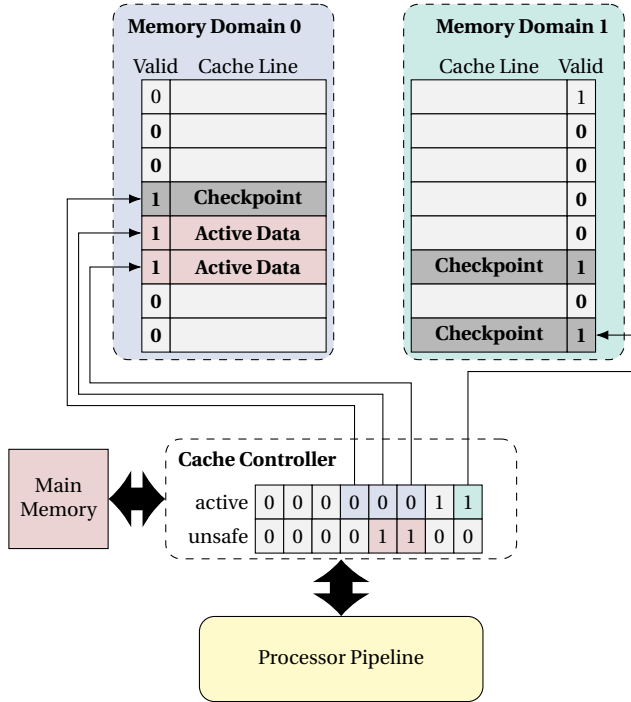 Memory Domain 0 Memory Domain 1
Valid Cache Line Cache Line Valid
0 1
0 0
0 0
1 Checkpoint 0
1 Active Data 0
1 Active Data Checkpoint 1
0 0
0 Checkpoint 1
Cache Controller
Main
Memory
active 0 0 0 0 0 0 1 1
unsafe 0 0 0 0 1 1 0 0
Processor Pipeline